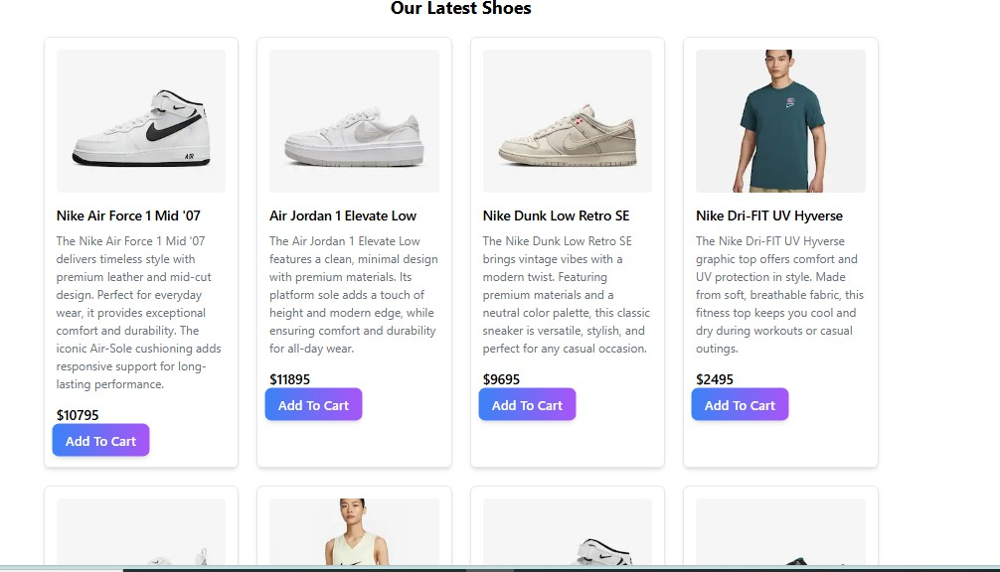 Our Latest Shoes
AIR
Nike Air Force 1 Mid '07
The Nike Air Force 1 Mid '07
delivers timeless style with
premium leather and mid-cut
design. Perfect for everyday
wear, it provides exceptional
comfort and durability. The
iconic Air-Sole cushioning adds
responsive support for long-
lasting performance.
$10795
Add To Cart
Air Jordan 1 Elevate Low
The Air Jordan 1 Elevate Low
features a clean, minimal design
with premium materials. Its
platform sole adds a touch of
height and modern edge, while
ensuring comfort and durability
for all-day wear.
$11895
Add To Cart
Nike Dunk Low Retro SE
The Nike Dunk Low Retro SE
brings vintage vibes with a
modern twist. Featuring
premium materials and a
neutral color palette, this classic
sneaker is versatile, stylish, and
perfect for any casual occasion.
$9695
Add To Cart
Nike Dri-FIT UV Hyverse
The Nike Dri-FIT UV Hyverse
graphic top offers comfort and
UV protection in style. Made
from soft, breathable fabric, this
fitness top keeps you cool and
dry during workouts or casual
outings.
$2495
Add To Cart